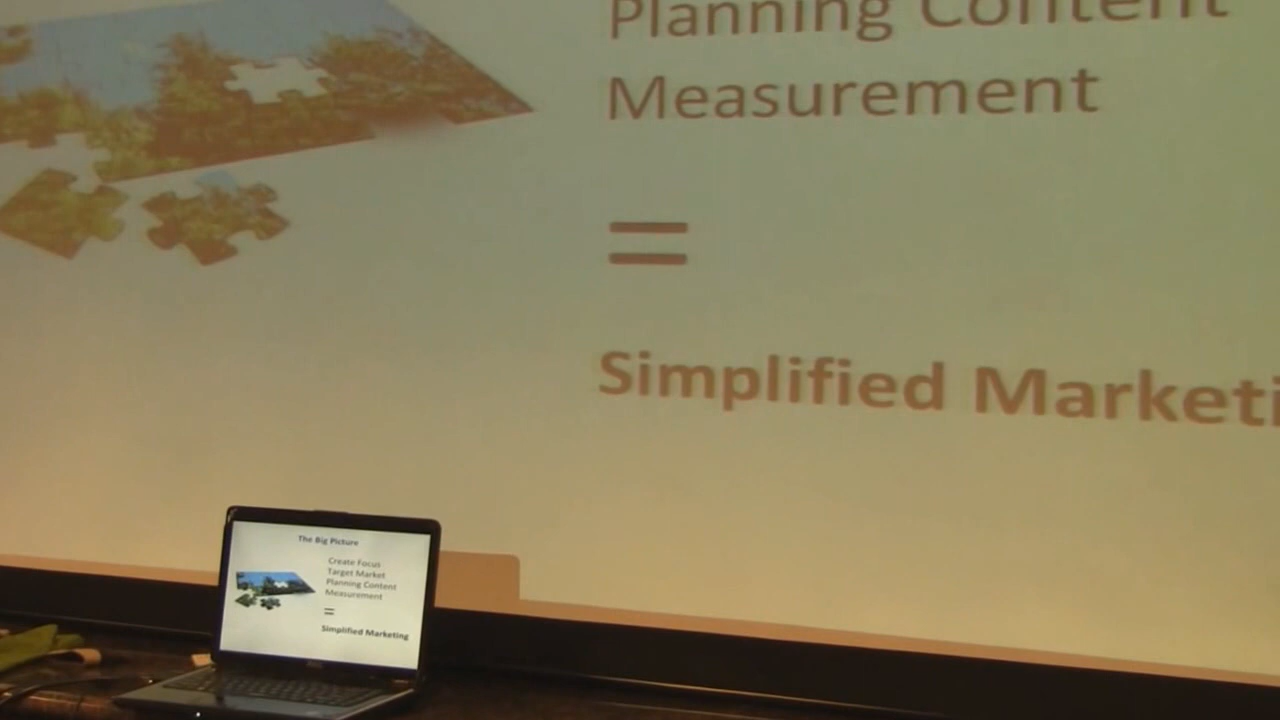 Planning Content
Measurement
=
Simplified Marketi
The Big Picture
Create Focus
Target Market
Planning Content
Measurement
=
Simplified Marketing